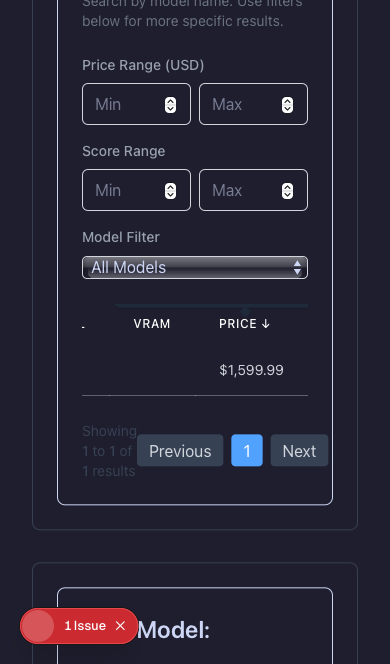 Search by model name. Use filters
below for more specific results.
Price Range (USD)
Min
Max
Score Range
Min
Max
Model Filter
All Models
VRAM
PRICE ↓
$1,599.99
Showing
1 to 1 of
1 results
Previous
1
Next
Model:
1 Issue